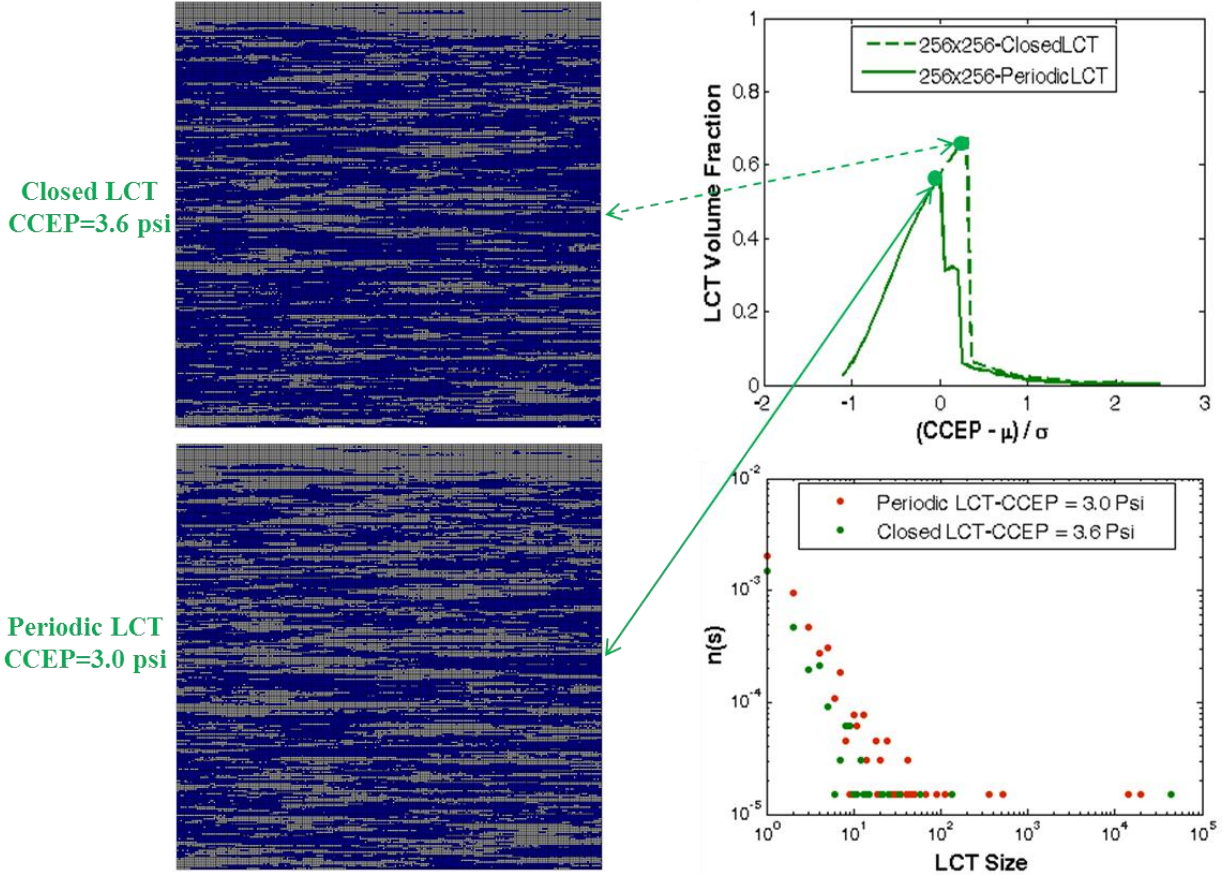 Closed LCT
CCEP=3.6 psi
Periodic LCT
CCEP=3.0 psi
256x256-ClosedLCT
256x256-PeriodicLCT
LCT Volume Fraction
1
0.8
0.6
0.4
0.2
0
-2
-1
0
1
2
3
(CCEP - μ) / σ
Periodic LCT-CCEP = 3.0 Psi
Closed LCT-CCEP = 3.6 Psi
n(s)
10⁻²
10⁻³
10⁻⁴
10⁻⁵
10⁰
10¹
10²
10³
10⁴
10⁵
LCT Size